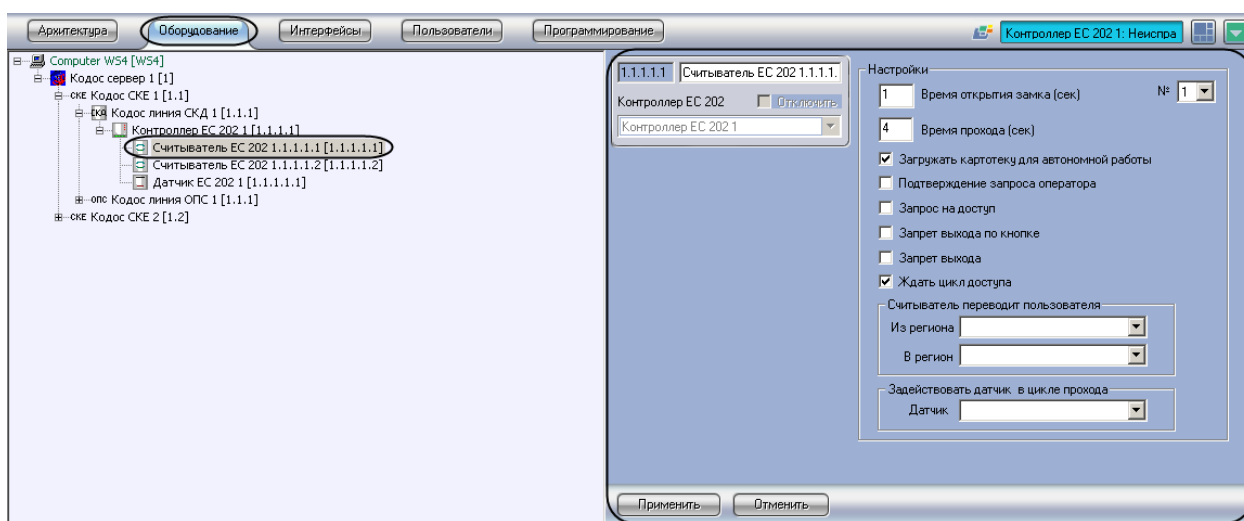 Архитектура Оборудование Интерфейсы Пользователи Программирование Контроллер ЕС 202 1: Неиспра
Computer WS4 [WS4]
Кодос сервер 1 [1]
СКЕ Кодос СКЕ 1 [1.1]
СКД Кодос линия СКД 1 [1.1.1]
Контроллер ЕС 202 1 [1.1.1.1]
Считыватель ЕС 202 1.1.1.1.1 [1.1.1.1.1]
Считыватель ЕС 202 1.1.1.1.2 [1.1.1.1.2]
Датчик ЕС 202 1 [1.1.1.1.1]
опс Кодос линия ОПС 1 [1.1.1]
СКЕ Кодос СКЕ 2 [1.2]
1.1.1.1.1 Считыватель ЕС 202 1.1.1.1.
Контроллер ЕС 202 Отключить
Контроллер ЕС 202 1
Настройки
1 Время открытия замка (сек) № 1
4 Время прохода (сек)
Загружать картотеку для автономной работы
Подтверждение запроса оператора
Запрос на доступ
Запрет выхода по кнопке
Запрет выхода
Ждать цикл доступа
Считыватель переводит пользователя
Из региона
В регион
Задействовать датчик в цикле прохода
Датчик
Применить Отменить